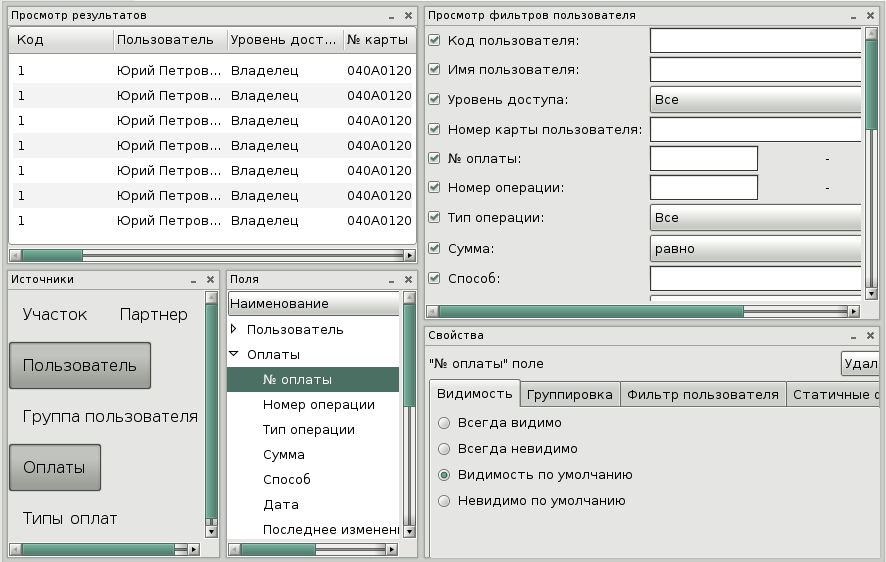 Просмотр результатов
Код Пользователь Уровень дост... № карты
1 Юрий Петров... Владелец 040A0120
1 Юрий Петров... Владелец 040A0120
1 Юрий Петров... Владелец 040A0120
1 Юрий Петров... Владелец 040A0120
1 Юрий Петров... Владелец 040A0120
1 Юрий Петров... Владелец 040A0120
1 Юрий Петров... Владелец 040A0120
Просмотр фильтров пользователя
Код пользователя:
Имя пользователя:
Уровень доступа: Все
Номер карты пользователя:
№ оплаты: -
Номер операции: -
Тип операции: Все
Сумма: равно
Способ:
Источники
Участок Партнер
Пользователь
Группа пользователя
Оплаты
Типы оплат
Поля
Наименование
Пользователь
Оплаты
№ оплаты
Номер операции
Тип операции
Сумма
Способ
Дата
Последнее изменени
Свойства
"№ оплаты" поле Удал
Видимость Группировка Фильтр пользователя Статичные ф
Всегда видимо
Всегда невидимо
Видимость по умолчанию
Невидимо по умолчанию